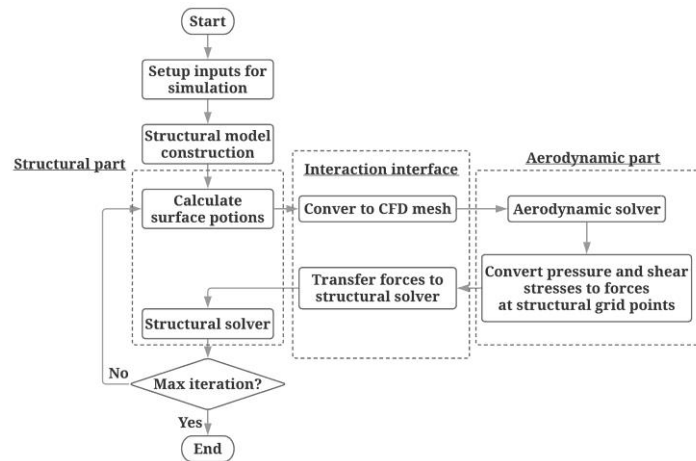 Start
Setup inputs for
simulation
Structural model
construction
Structural part
Interaction interface
Aerodynamic part
Calculate
surface potions
Conver to CFD mesh
Aerodynamic solver
Transfer forces to
structural solver
Convert pressure and shear
stresses to forces
at structural grid points
Structural solver
No
Max iteration?
Yes
End